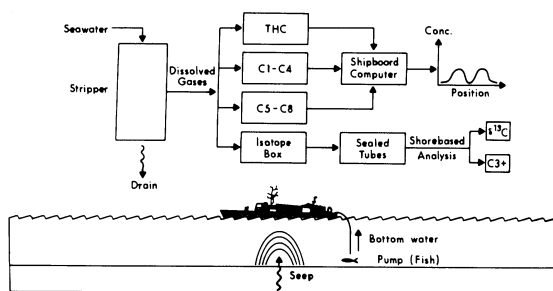 Seawater
Stripper
Drain
Dissolved
Gases
THC
C1-C4
C5-C8
Isotope
Box
Shipboard
Computer
Sealed
Tubes
Shorebased
Analysis
Conc.
Position
δ¹³C
C3+
Bottom water
Pump (Fish)
Seep